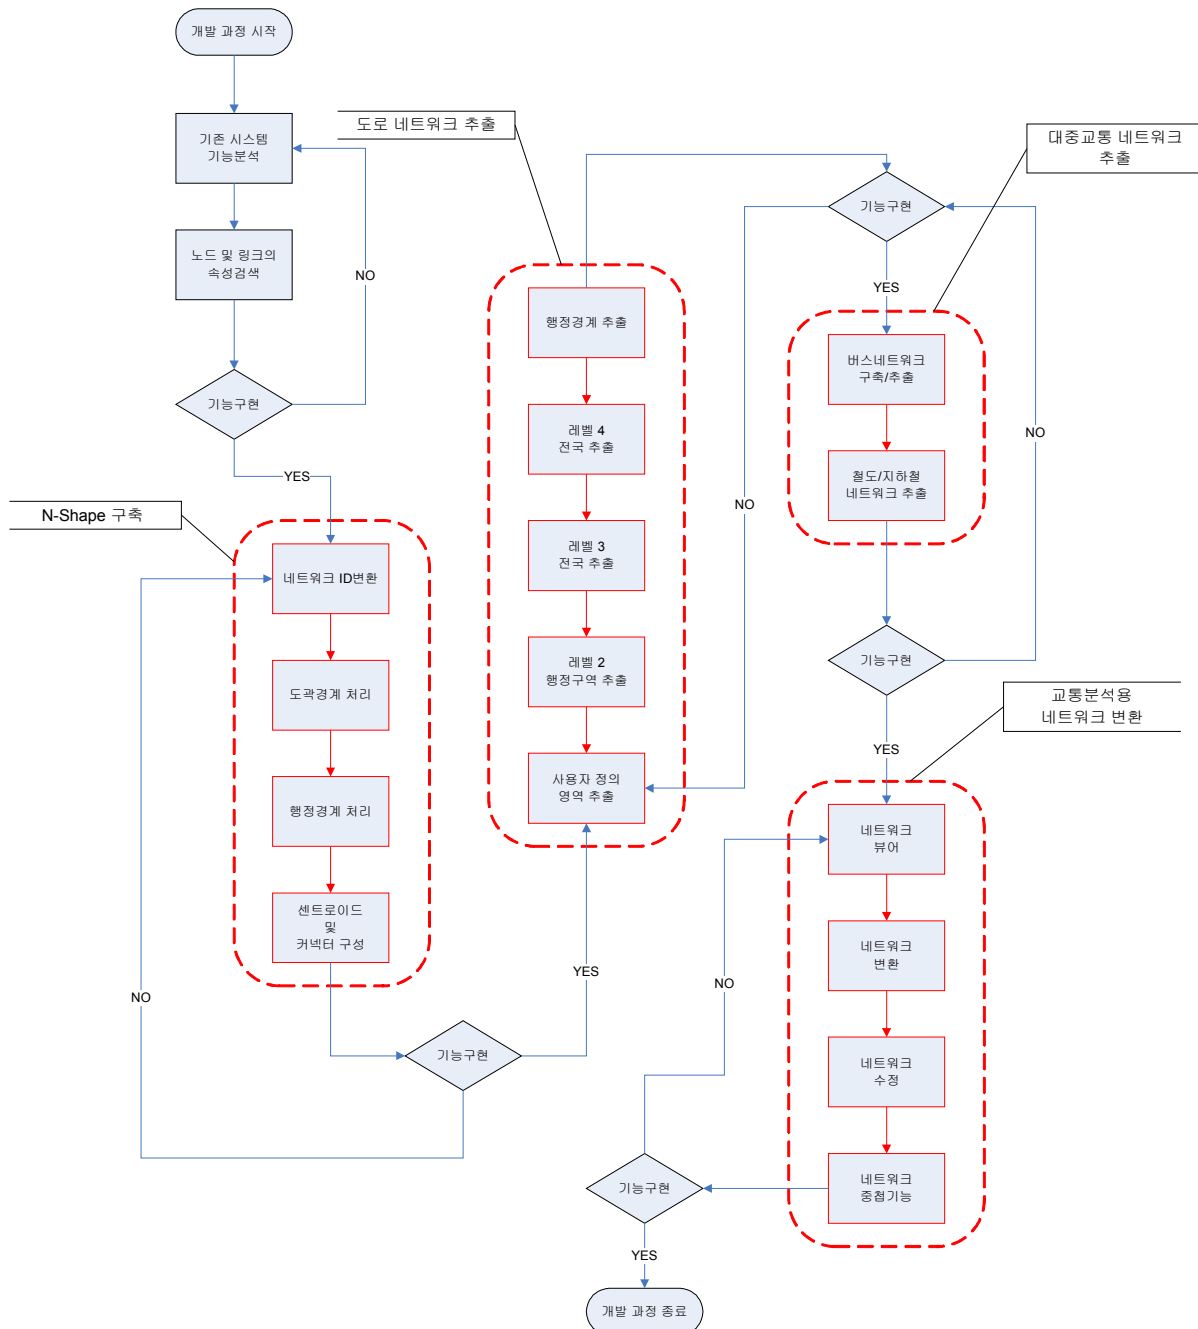 개발 과정 시작
기존 시스템
기능분석
노드 및 링크의
속성검색
NO
기능구현
YES
N-Shape 구축
네트워크 ID변환
도곽경계 처리
행정경계 처리
센트로이드
및
커넥터 구성
NO
기능구현
YES
도로 네트워크 추출
행정경계 추출
레벨 4
전국 추출
레벨 3
전국 추출
레벨 2
행정구역 추출
사용자 정의
영역 추출
대중교통 네트워크
추출
기능구현
NO
YES
버스네트워크
구축/추출
철도/지하철
네트워크 추출
NO
기능구현
YES
교통분석용
네트워크 변환
네트워크
뷰어
네트워크
변환
네트워크
수정
네트워크
중첩기능
NO
기능구현
YES
개발 과정 종료